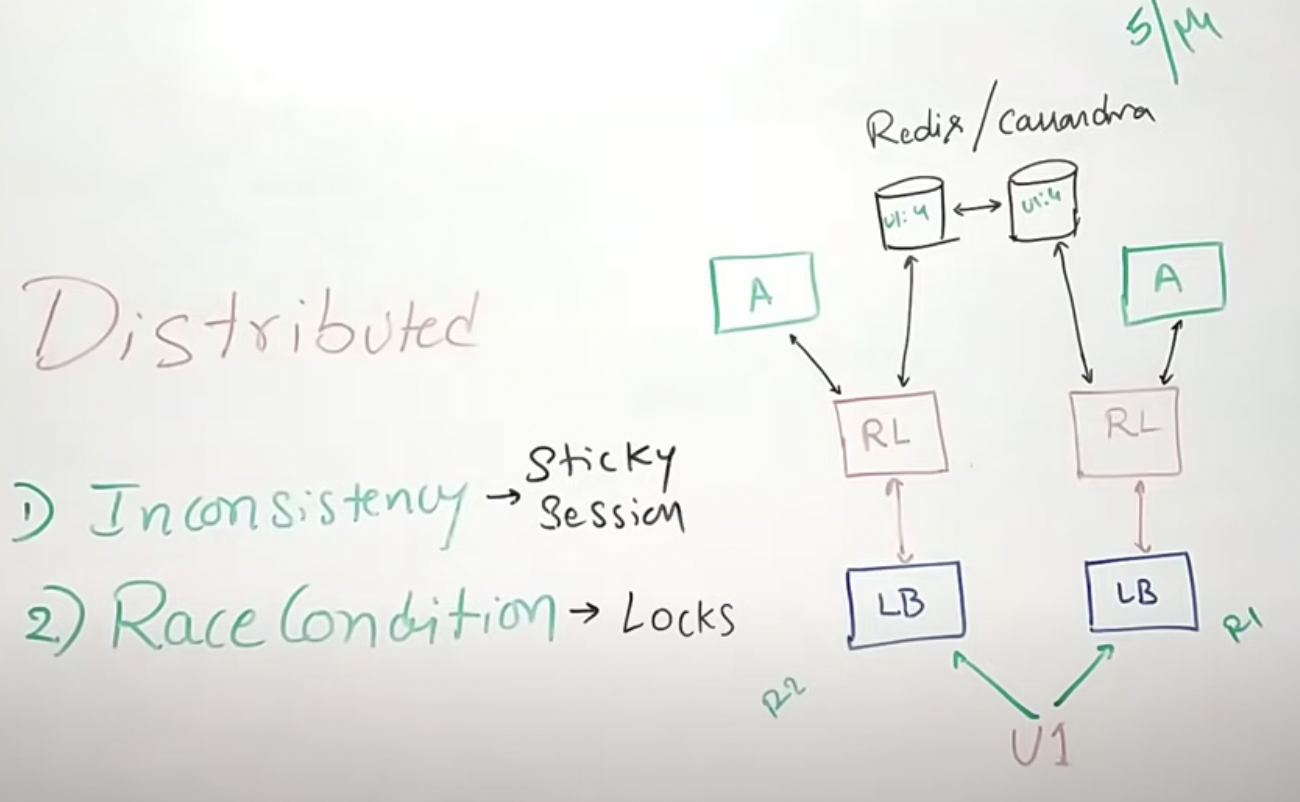 5/M
Redis/Cassandra
U1:4
U1:4
A
A
Distributed
RL
RL
1) Inconsistency → Sticky
Session
LB
LB
2) Race Condition → Locks
R1
R2
U1